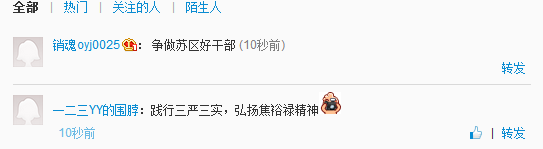 全部 | 热门 | 关注的人 | 陌生人
销魂oyj0025：争做苏区好干部 (10秒前)
转发
一二三YY的围脖：践行三严三实，弘扬焦裕禄精神
10秒前 | 转发